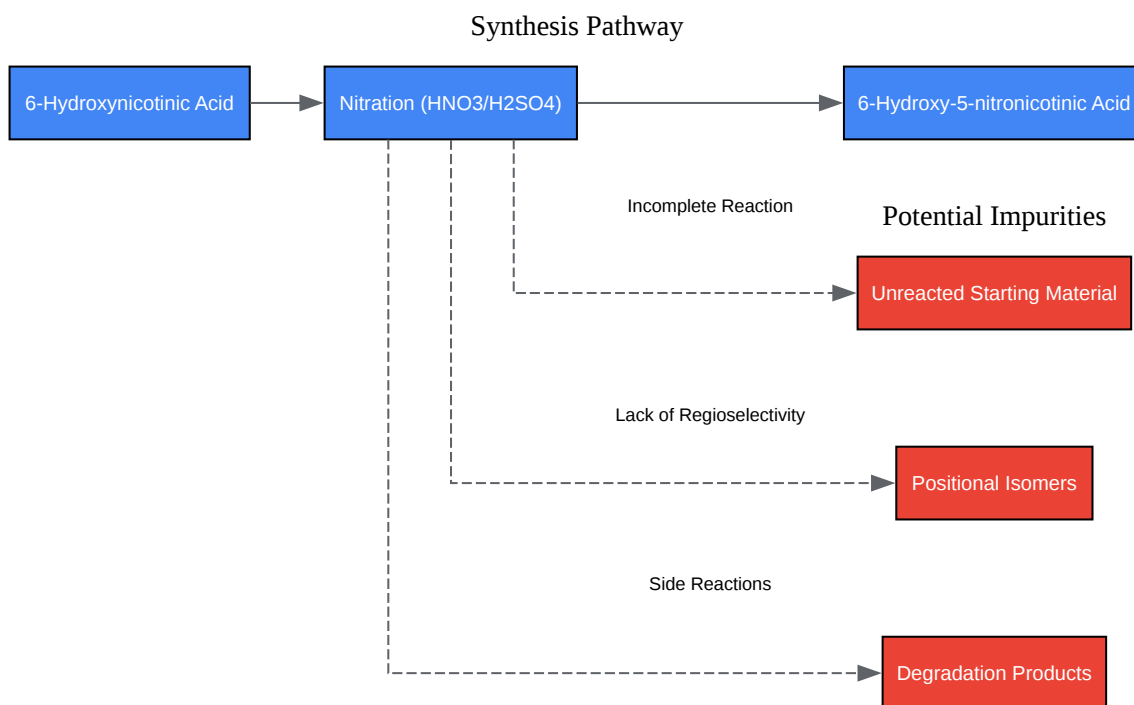 Synthesis Pathway
6-Hydroxynicotinic Acid
Nitration (HNO3/H2SO4)
6-Hydroxy-5-nitronicotinic Acid
Incomplete Reaction
Potential Impurities
Unreacted Starting Material
Lack of Regioselectivity
Positional Isomers
Side Reactions
Degradation Products